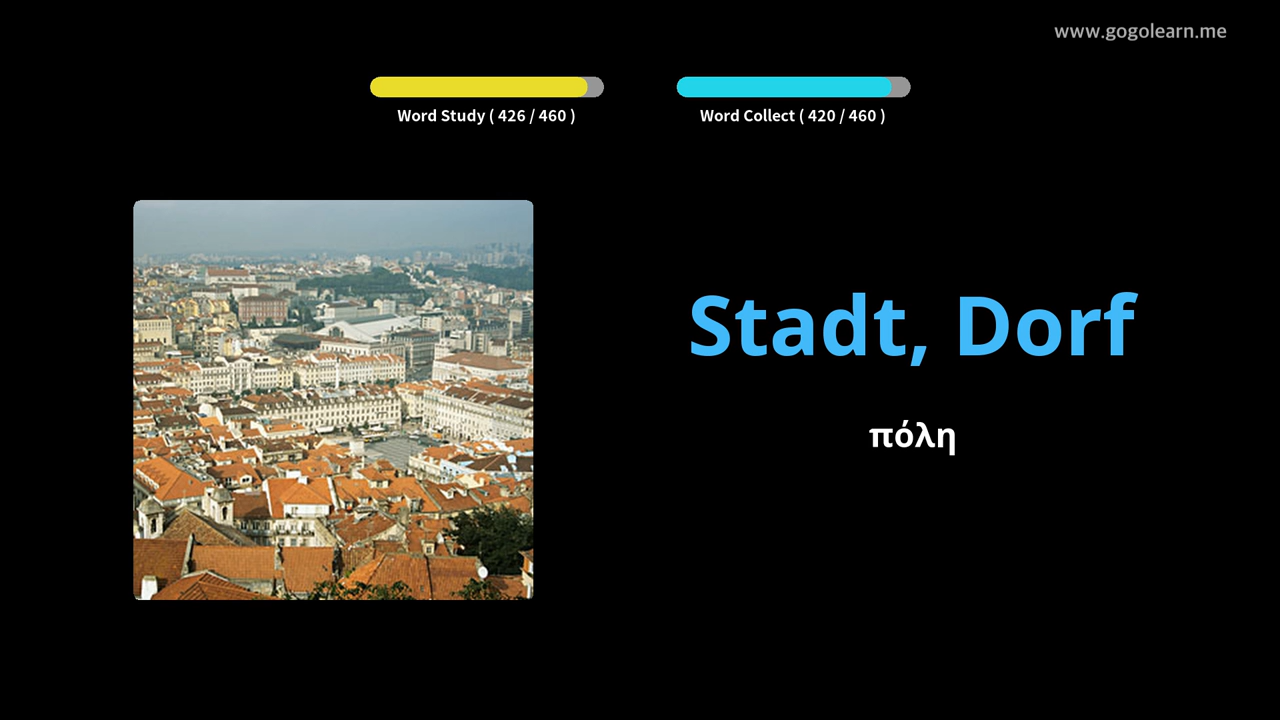 www.gogolearn.me
Word Study ( 426 / 460 )
Word Collect ( 420 / 460 )
Stadt, Dorf
πόλη